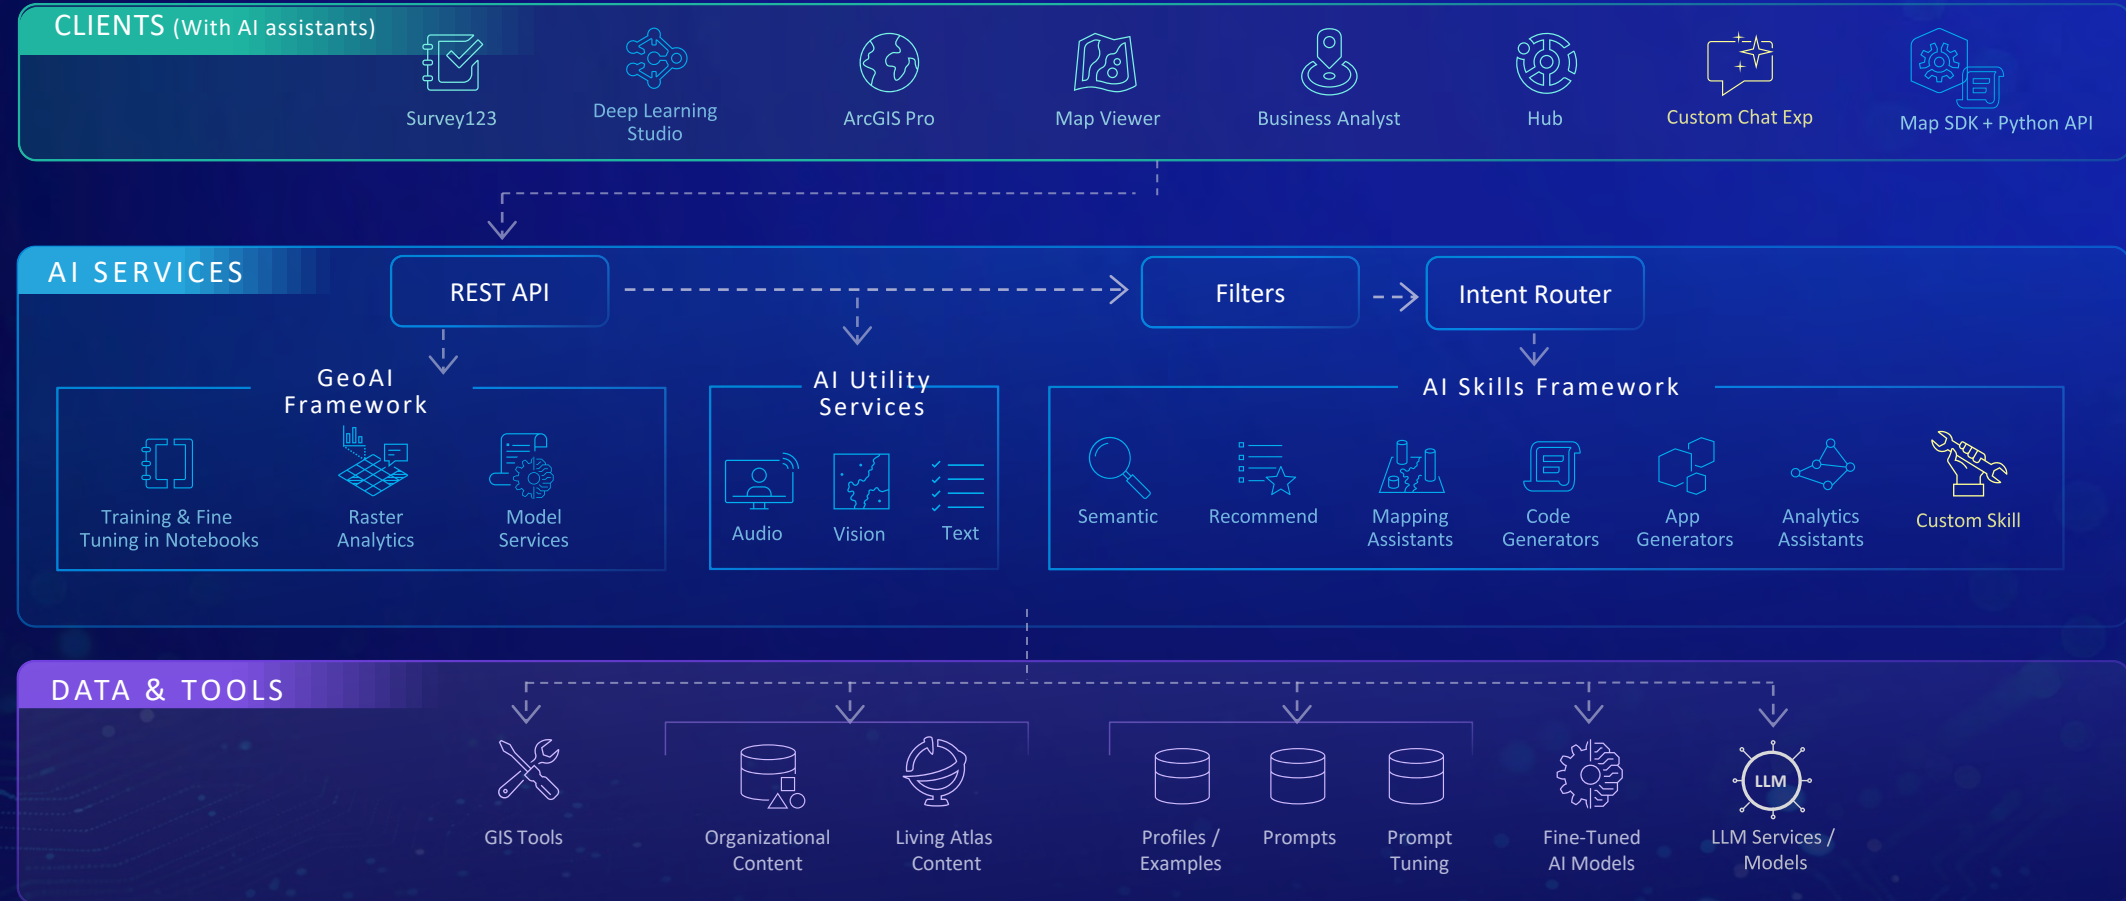 CLIENTS (With AI assistants)
Survey123
Deep Learning
Studio
ArcGIS Pro
Map Viewer
Business Analyst
Hub
Custom Chat Exp
Map SDK + Python API
AI SERVICES
REST API
Filters
Intent Router
GeoAI
Framework
Training & Fine
Tuning in Notebooks
Raster
Analytics
Model
Services
AI Utility
Services
Audio
Vision
Text
AI Skills Framework
Semantic
Recommend
Mapping
Assistants
Code
Generators
App
Generators
Analytics
Assistants
Custom Skill
DATA & TOOLS
GIS Tools
Organizational
Content
Living Atlas
Content
Profiles /
Examples
Prompts
Prompt
Tuning
Fine-Tuned
AI Models
LLM
LLM Services /
Models